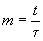 m = t/τ